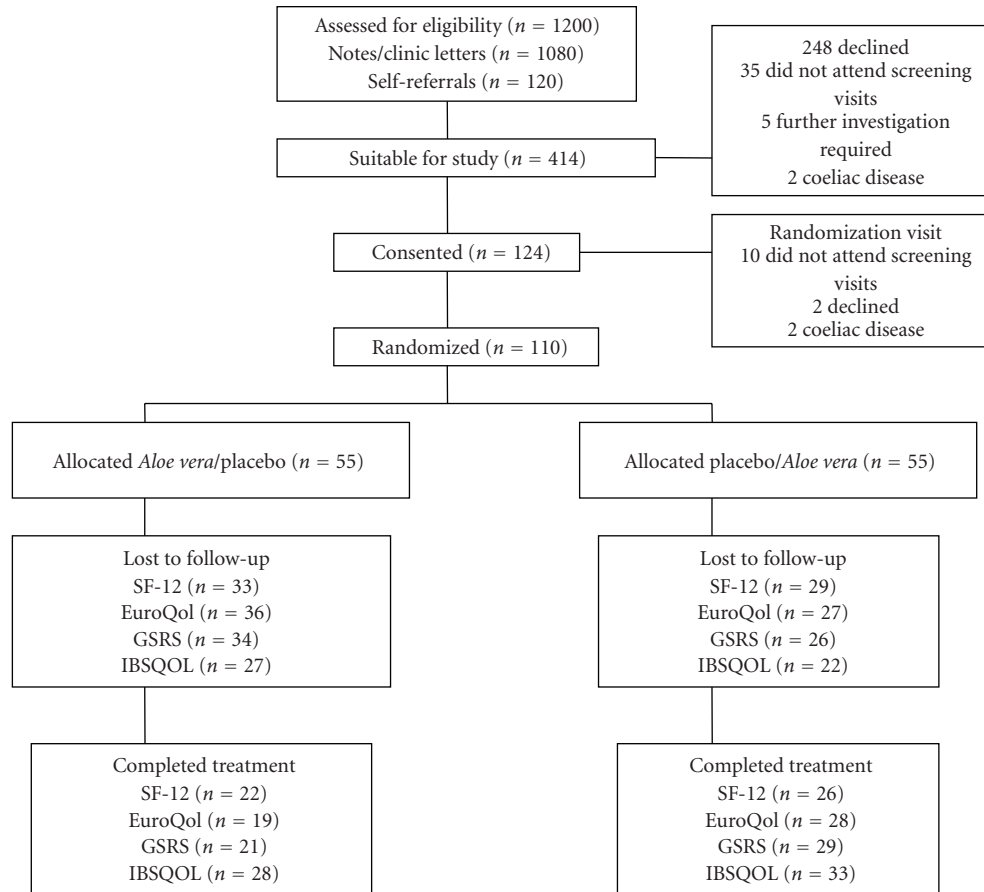 Assessed for eligibility (n = 1200)
Notes/clinic letters (n = 1080)
Self-referrals (n = 120)
248 declined
35 did not attend screening
visits
5 further investigation
required
2 coeliac disease
Suitable for study (n = 414)
Consented (n = 124)
Randomization visit
10 did not attend screening
visits
2 declined
2 coeliac disease
Randomized (n = 110)
Allocated Aloe vera/placebo (n = 55)
Allocated placebo/Aloe vera (n = 55)
Lost to follow-up
SF-12 (n = 33)
EuroQol (n = 36)
GSRS (n = 34)
IBSQOL (n = 27)
Lost to follow-up
SF-12 (n = 29)
EuroQol (n = 27)
GSRS (n = 26)
IBSQOL (n = 22)
Completed treatment
SF-12 (n = 22)
EuroQol (n = 19)
GSRS (n = 21)
IBSQOL (n = 28)
Completed treatment
SF-12 (n = 26)
EuroQol (n = 28)
GSRS (n = 29)
IBSQOL (n = 33)